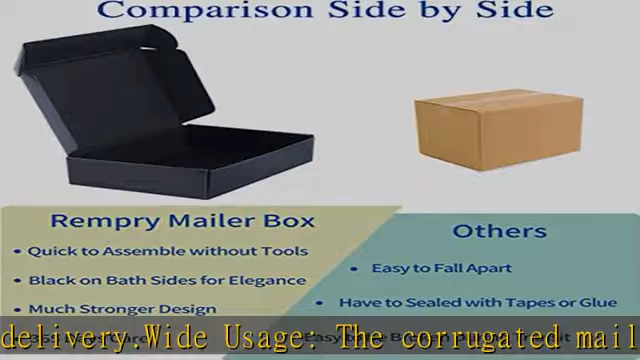 Comparison Side by Side
Rempry Mailer Box
• Quick to Assemble without Tools
• Black on Bath Sides for Elegance
• Much Stronger Design
Others
• Easy to Fall Apart
• Have to Sealed with Tapes or Glue
delivery.Wide Usage: The corrugated mail